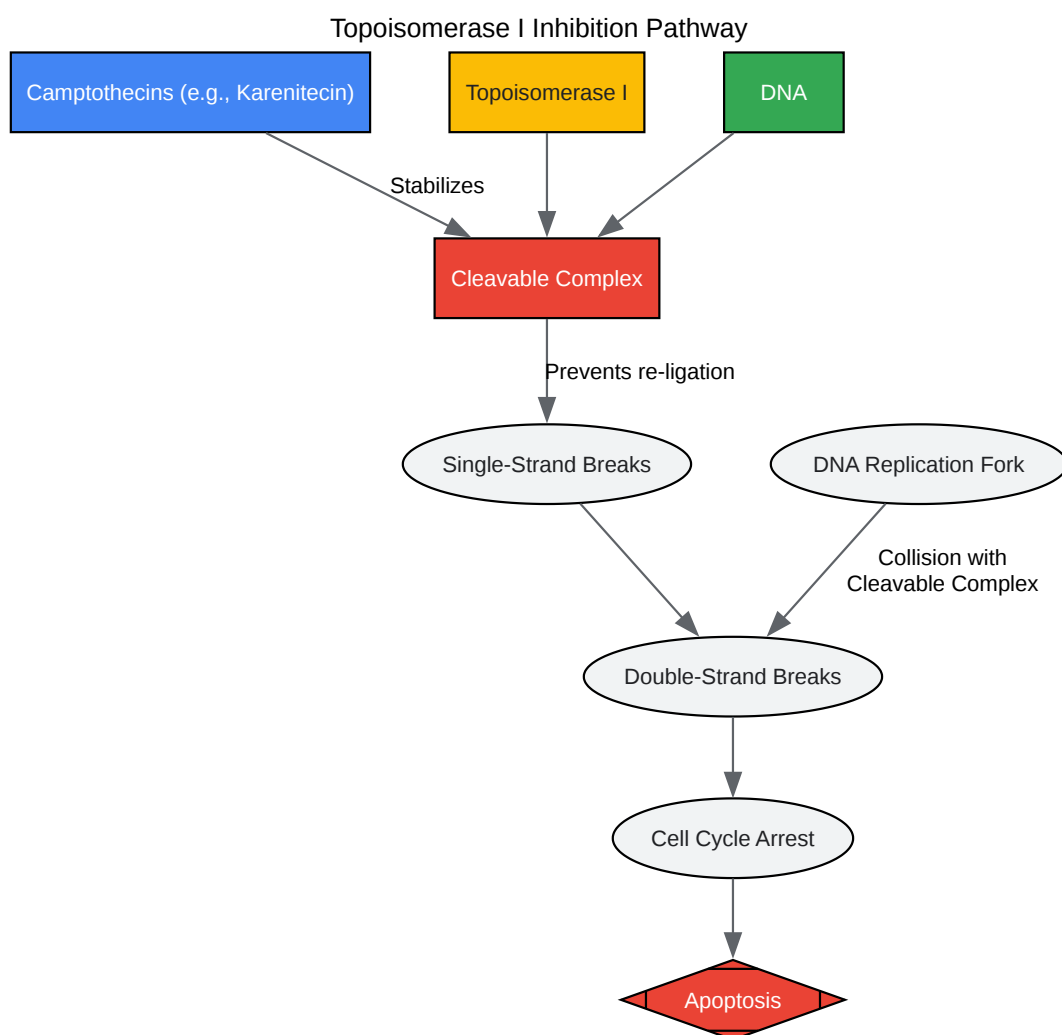 Topoisomerase I Inhibition Pathway
Camptothecins (e.g., Karenitecin)
Topoisomerase I
DNA
Stabilizes
Cleavable Complex
Prevents re-ligation
Single-Strand Breaks
DNA Replication Fork
Collision with
Cleavable Complex
Double-Strand Breaks
Cell Cycle Arrest
Apoptosis